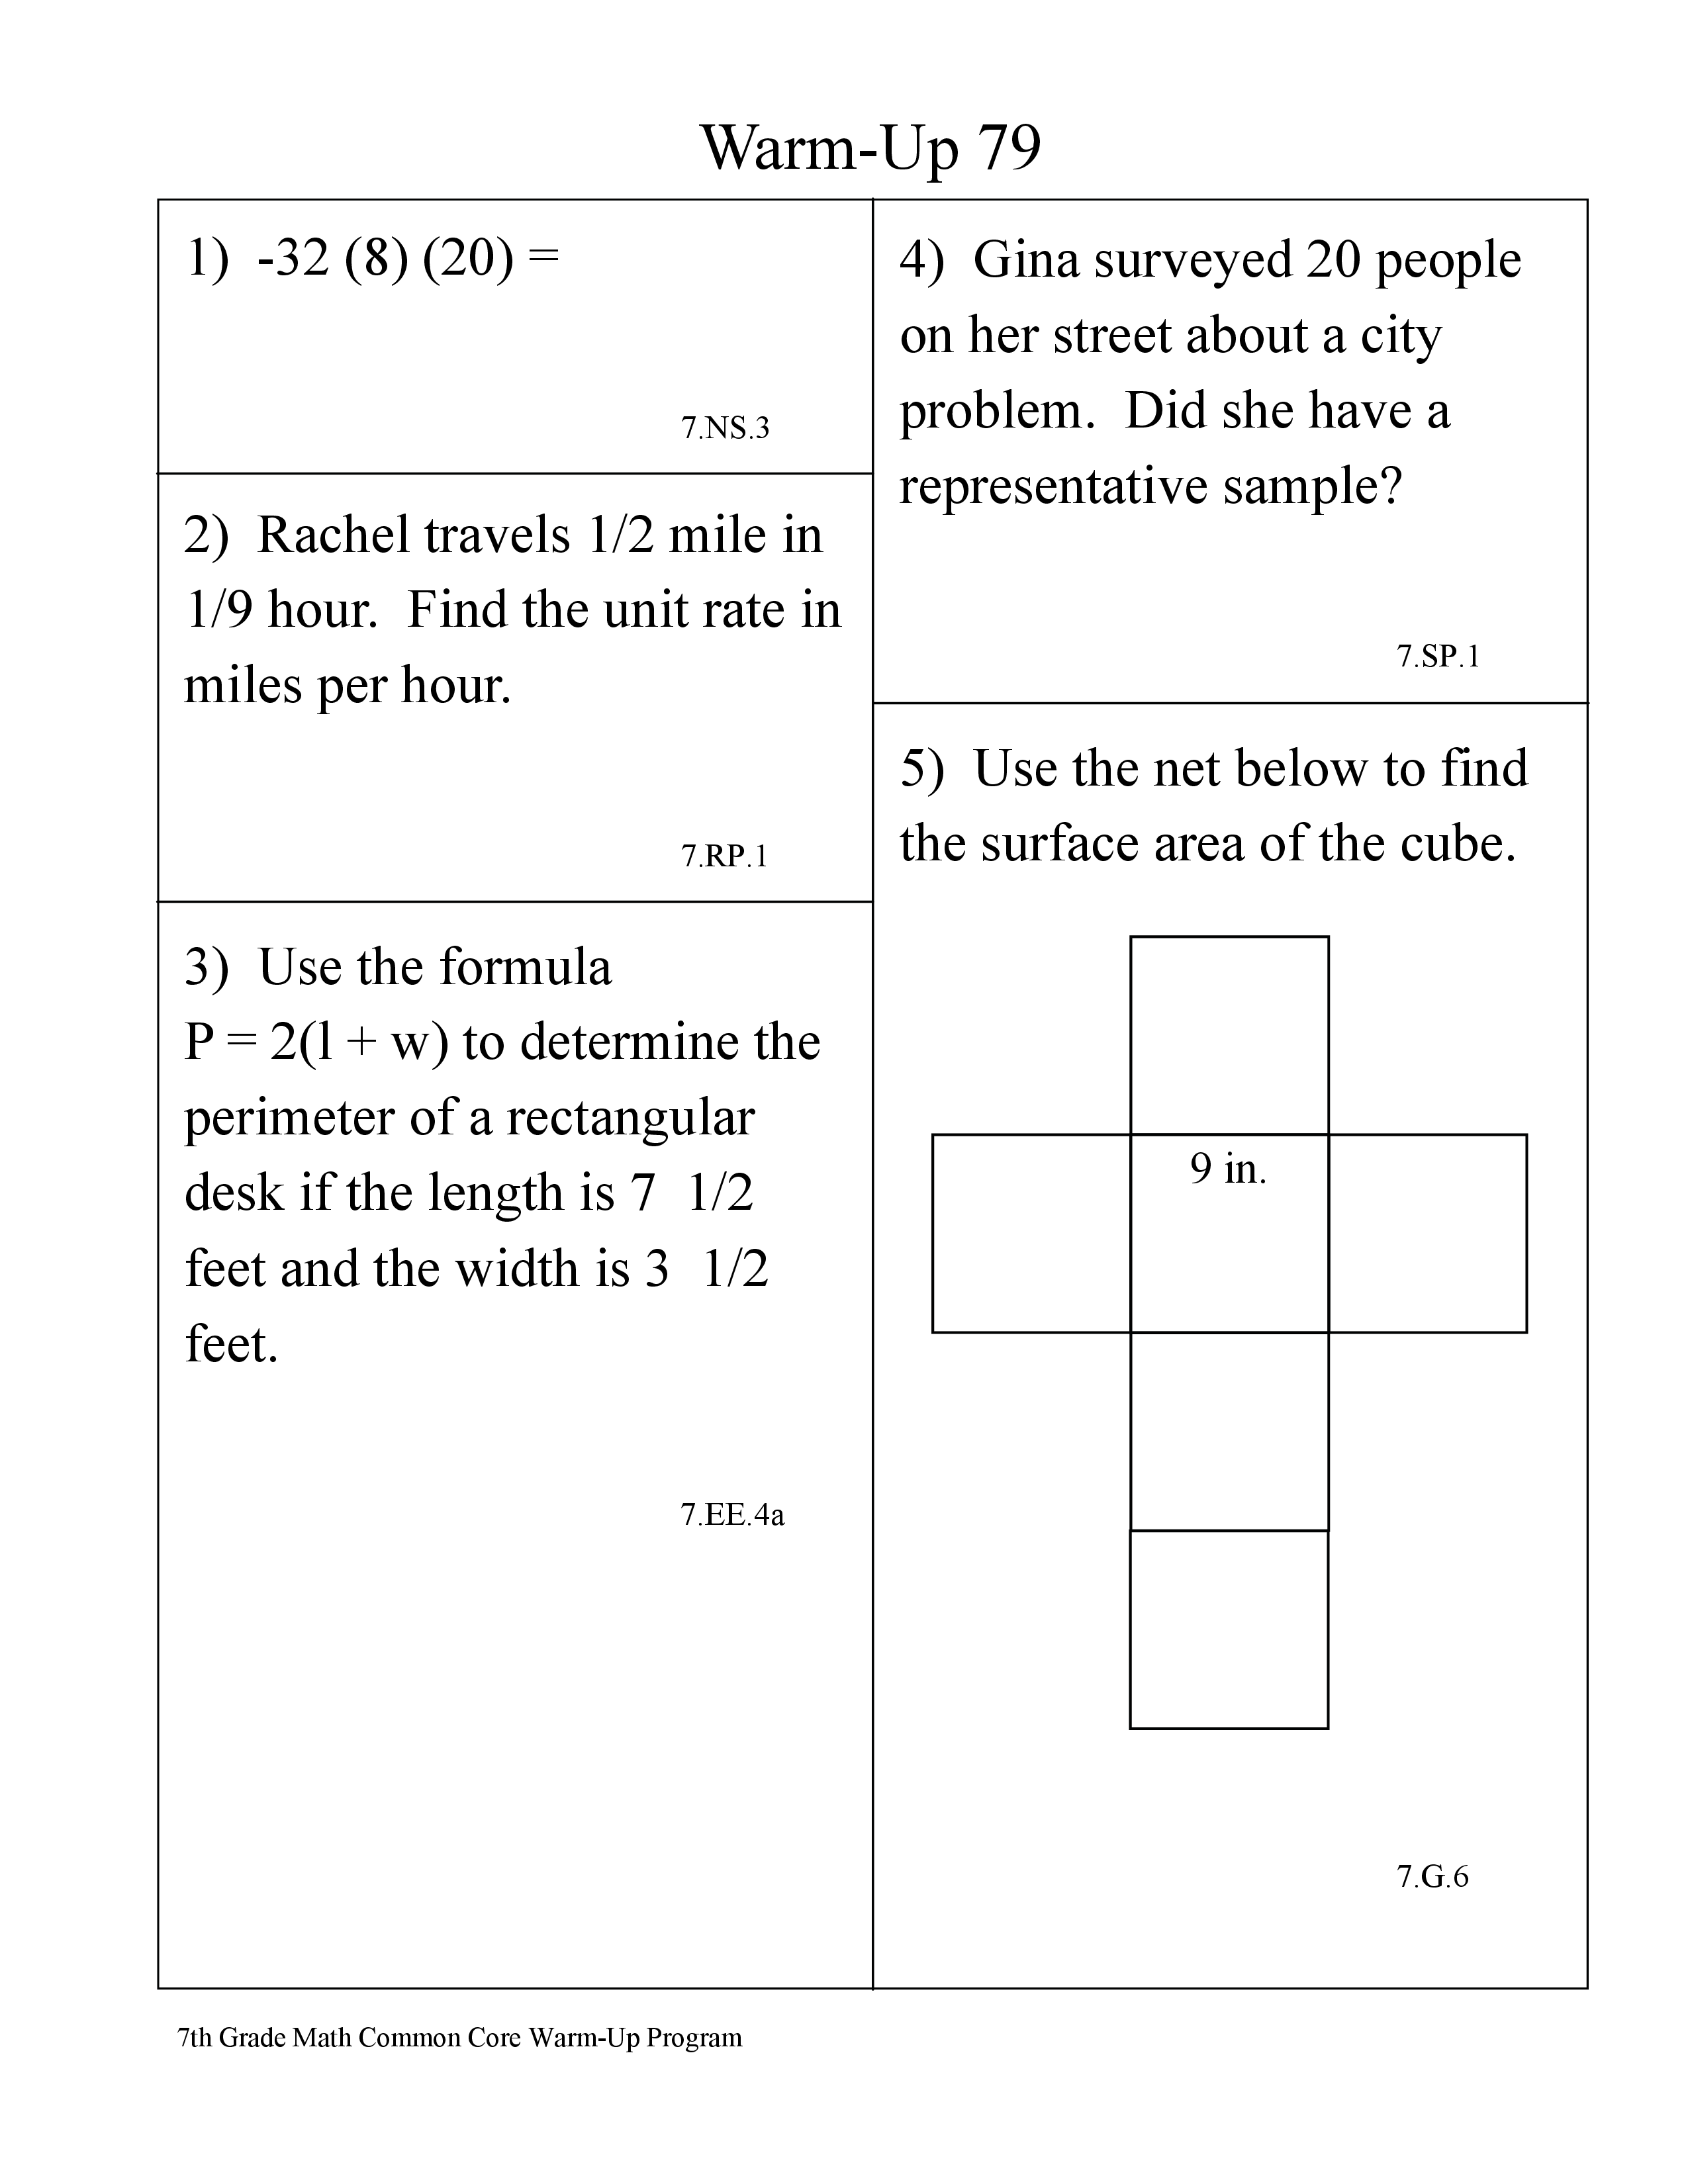 Warm-Up 79
1)  -32 (8) (20) =
7.NS.3
2)  Rachel travels 1/2 mile in
1/9 hour.  Find the unit rate in
miles per hour.
7.RP.1
3)  Use the formula
P = 2(l + w) to determine the
perimeter of a rectangular
desk if the length is 7  1/2
feet and the width is 3  1/2
feet.
7.EE.4a
4)  Gina surveyed 20 people
on her street about a city
problem.  Did she have a
representative sample?
7.SP.1
5)  Use the net below to find
the surface area of the cube.
9 in.
7.G.6
7th Grade Math Common Core Warm-Up Program